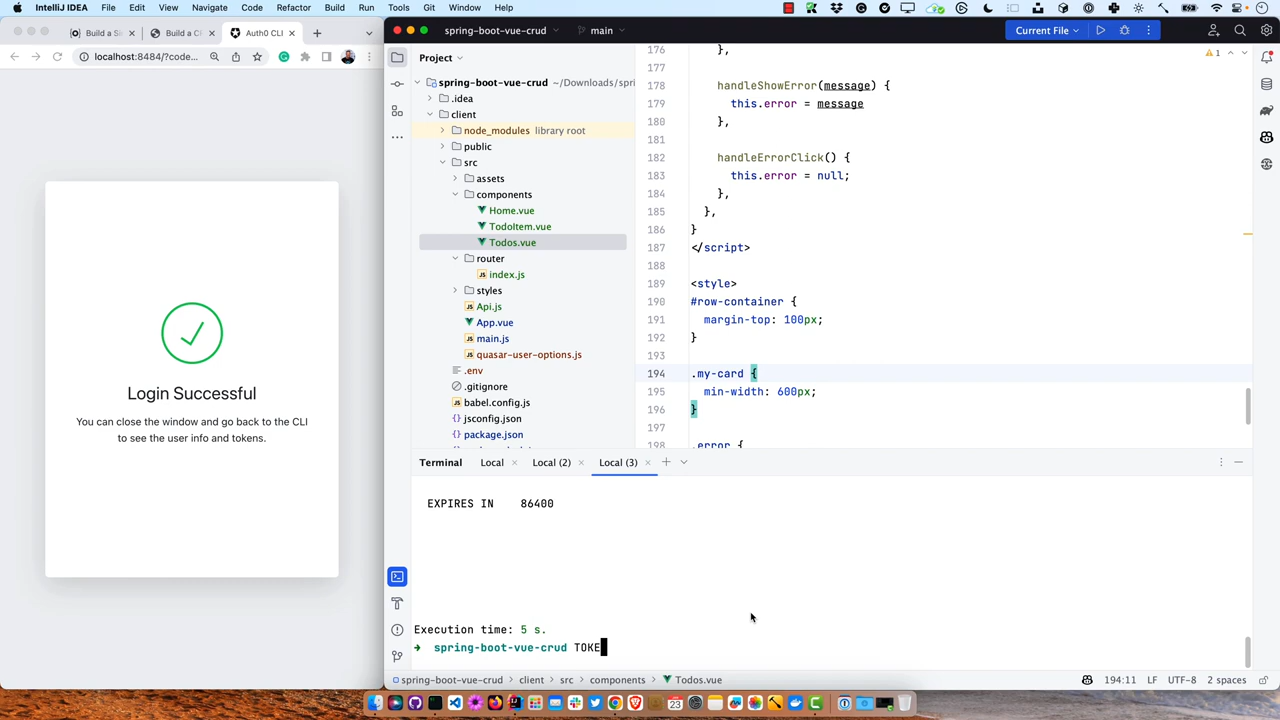 IntelliJ IDEA File Edit View Navigate Code Refactor Build Run Tools Git Window Help
Build a C
Auth0 CLI
localhost:8484/?code...
Login Successful
You can close the window and go back to the CLI
to see the user info and tokens.
spring-boot-vue-crud main Current File
Project
spring-boot-vue-crud ~/Downloads/spri
.idea
client
node_modules library root
public
src
assets
components
Home.vue
TodoItem.vue
Todos.vue
router
index.js
styles
Api.js
App.vue
main.js
quasar-user-options.js
.env
.gitignore
babel.config.js
jsconfig.json
package.json
176 },
177
178 handleShowError(message) {
179 this.error = message
180 },
181
182 handleErrorClick() {
183 this.error = null;
184 },
185 },
186 }
187 </script>
188
189 <style>
190 #row-container {
191 margin-top: 100px;
192 }
193
194 .my-card {
195 min-width: 600px;
196 }
197
198 .error {
1
Terminal Local Local (2) Local (3)
EXPIRES IN 86400
Execution time: 5 s.
➜ spring-boot-vue-crud TOKE
spring-boot-vue-crud > client > src > components > Todos.vue 194:11 LF UTF-8 2 spaces